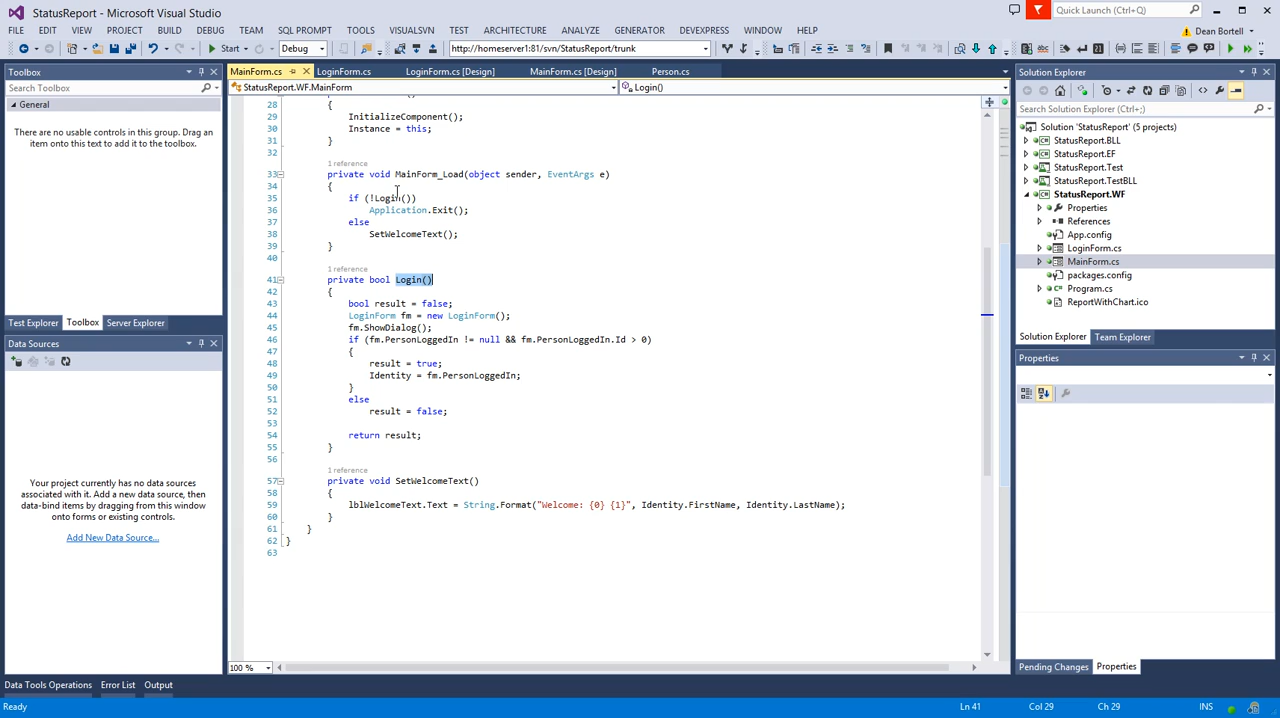 StatusReport - Microsoft Visual Studio
Quick Launch (Ctrl+Q)
FILE EDIT VIEW PROJECT BUILD DEBUG TEAM SQL PROMPT TOOLS VISUALSVN TEST ARCHITECTURE ANALYZE GENERATOR DEVEXPRESS WINDOW HELP
Dean Bortell
Start Debug http://homeserver1:81/svn/StatusReport/trunk
Toolbox
Search Toolbox
General
There are no usable controls in this group. Drag an
item onto this text to add it to the toolbox.
Test Explorer Toolbox Server Explorer
Data Sources
Your project currently has no data sources
associated with it. Add a new data source, then
data-bind items by dragging from this window
onto forms or existing controls.
Add New Data Source...
MainForm.cs LoginForm.cs LoginForm.cs [Design] MainForm.cs [Design] Person.cs
StatusReport.WF.MainForm Login()
28 {
29 InitializeComponent();
30 Instance = this;
31 }
32
1 reference
33 private void MainForm_Load(object sender, EventArgs e)
34 {
35 if (!Login())
36 Application.Exit();
37 else
38 SetWelcomeText();
39 }
40
1 reference
41 private bool Login()
42 {
43 bool result = false;
44 LoginForm fm = new LoginForm();
45 fm.ShowDialog();
46 if (fm.PersonLoggedIn != null && fm.PersonLoggedIn.Id > 0)
47 {
48 result = true;
49 Identity = fm.PersonLoggedIn;
50 }
51 else
52 result = false;
53
54 return result;
55 }
56
1 reference
57 private void SetWelcomeText()
58 {
59 lblWelcomeText.Text = String.Format("Welcome: {0} {1}", Identity.FirstName, Identity.LastName);
60 }
61 }
62 }
63
100 %
Solution Explorer
Search Solution Explorer (Ctrl+;)
Solution 'StatusReport' (5 projects)
StatusReport.BLL
StatusReport.EF
StatusReport.Test
StatusReport.TestBLL
StatusReport.WF
Properties
References
App.config
LoginForm.cs
MainForm.cs
packages.config
Program.cs
ReportWithChart.ico
Solution Explorer Team Explorer
Properties
Pending Changes Properties
Data Tools Operations Error List Output
Ready Ln 41 Col 29 Ch 29 INS